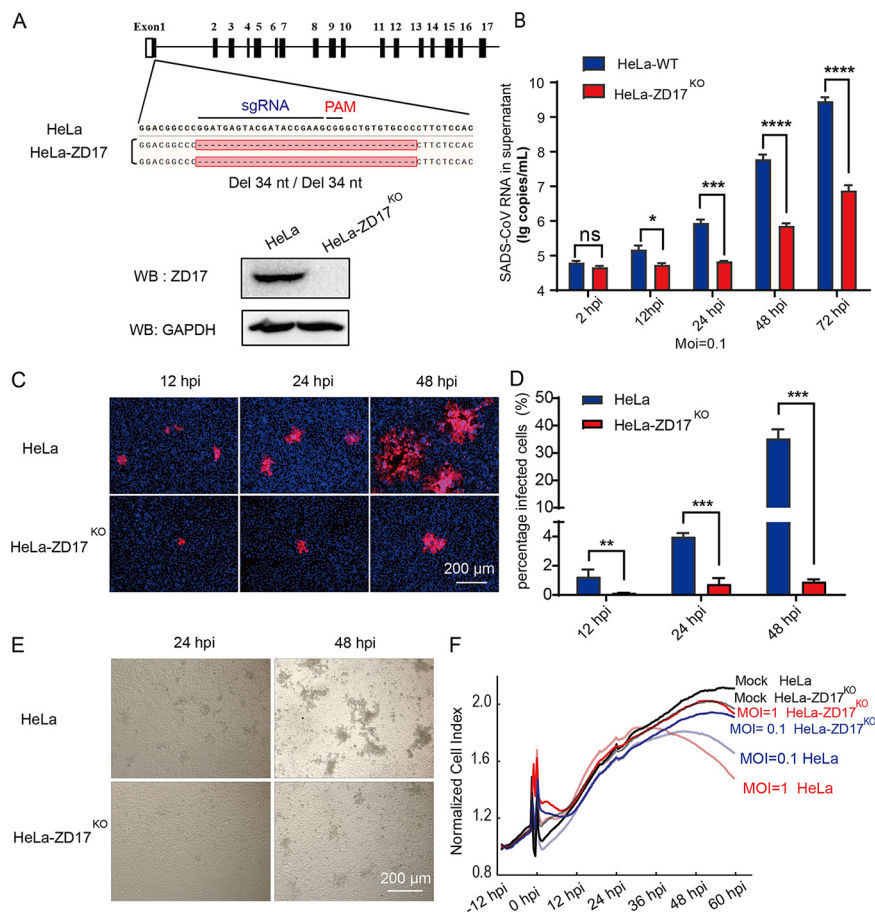 A
Exon1 2 3 4 5 6 7 8 9 10 11 12 13 14 15 16 17
sgRNA PAM
HeLa
GGACGGCCCGGATGAGTACGATACCGAAGCGGGCTGTGTGCCCCTTCTCCAC
HeLa-ZD17
GGACGGCCC CTTCTCCAC
GGACGGCCC CTTCTCCAC
Del 34 nt / Del 34 nt
HeLa HeLa-ZD17KO
WB : ZD17
WB: GAPDH
B
HeLa-WT
HeLa-ZD17KO
SADS-CoV RNA in supernatant
(lg copies/mL)
10
9
8
7
6
5
4
ns * *** **** ****
2 hpi 12hpi 24 hpi 48 hpi 72 hpi
Moi=0.1
C
12 hpi 24 hpi 48 hpi
HeLa
HeLa-ZD17KO
200 μm
D
HeLa
HeLa-ZD17KO
percentage infected cells (%)
50
40
30
20
10
4
2
0
** *** ***
12 hpi 24 hpi 48 hpi
E
24 hpi 48 hpi
HeLa
HeLa-ZD17KO
200 μm
F
Normalized Cell Index
2.0
1.6
1.2
0.8
Mock HeLa
Mock HeLa-ZD17KO
MOI=1 HeLa-ZD17KO
MOI= 0.1 HeLa-ZD17KO
MOI=0.1 HeLa
MOI=1 HeLa
-12 hpi 0 hpi 12 hpi 24 hpi 36 hpi 48 hpi 60 hpi